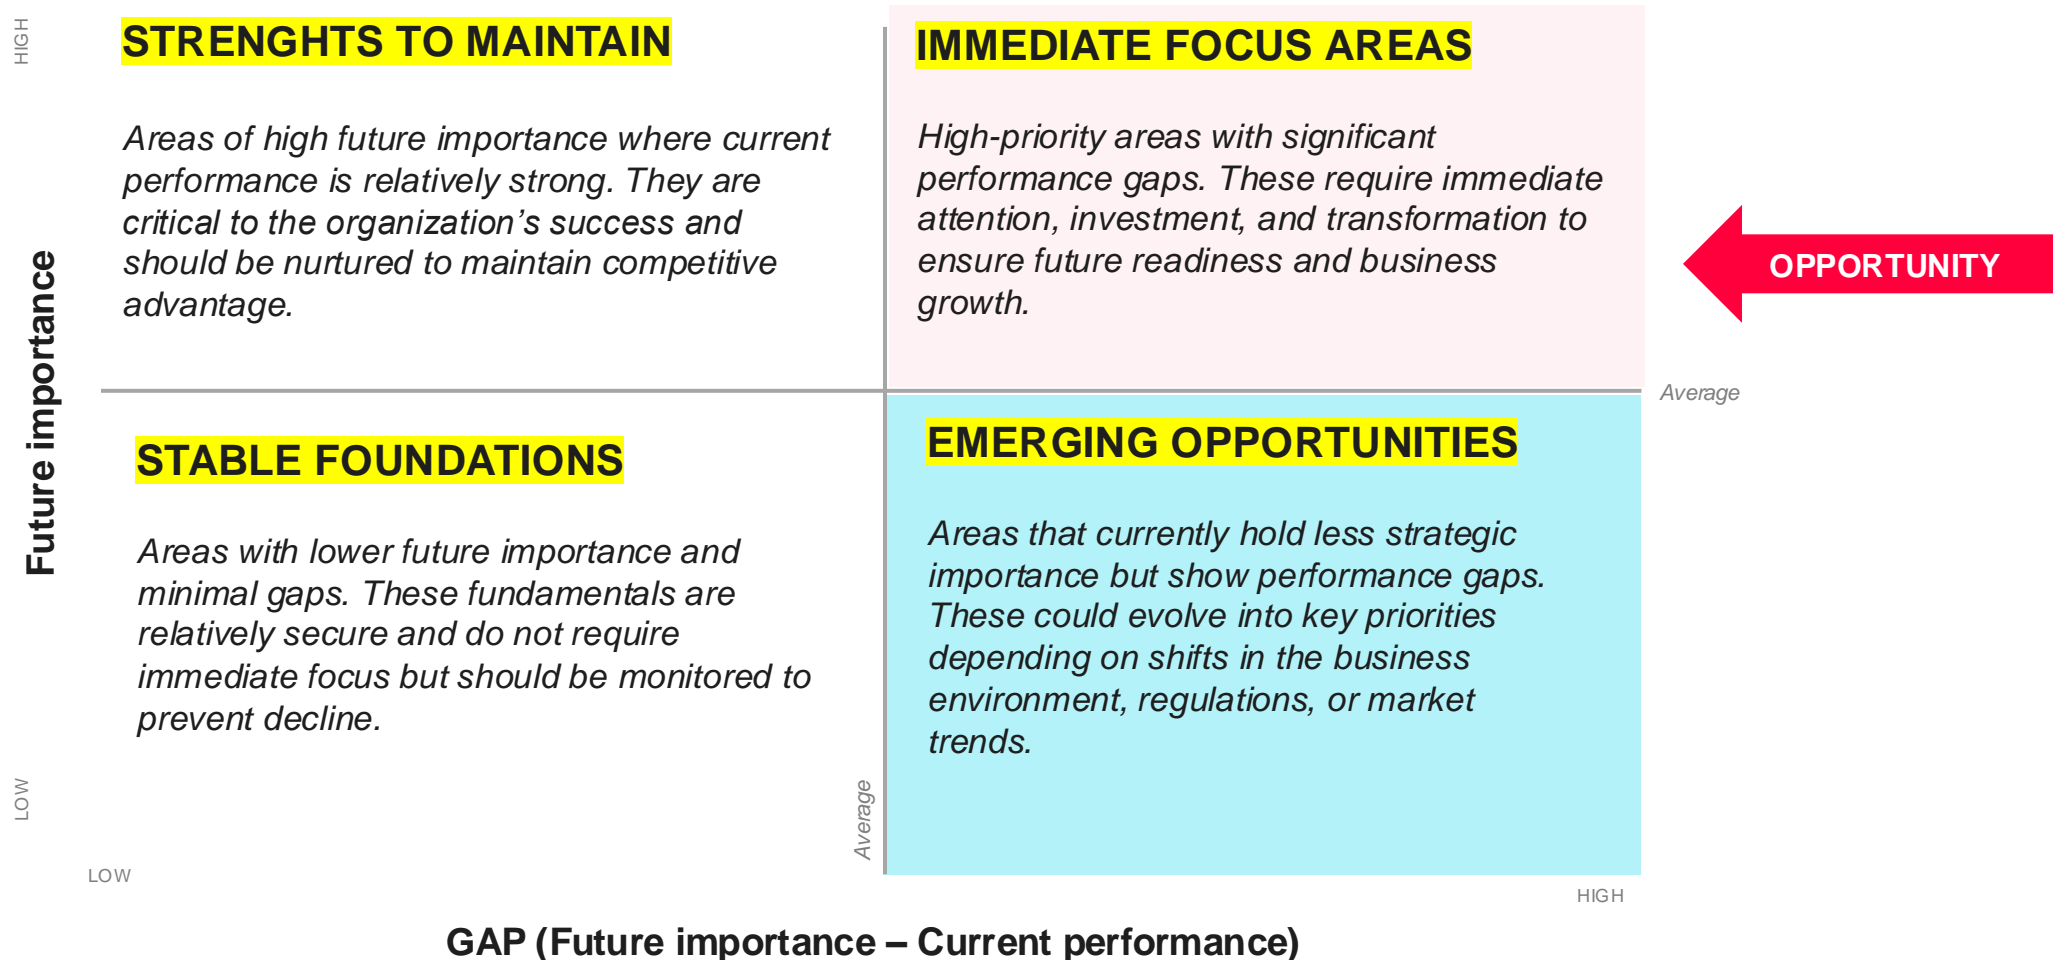 HIGH
STRENGHTS TO MAINTAIN
Areas of high future importance where current
performance is relatively strong. They are
critical to the organization’s success and
should be nurtured to maintain competitive
advantage.
IMMEDIATE FOCUS AREAS
High-priority areas with significant
performance gaps. These require immediate
attention, investment, and transformation to
ensure future readiness and business
growth.
OPPORTUNITY
Future importance
Average
STABLE FOUNDATIONS
Areas with lower future importance and
minimal gaps. These fundamentals are
relatively secure and do not require
immediate focus but should be monitored to
prevent decline.
EMERGING OPPORTUNITIES
Areas that currently hold less strategic
importance but show performance gaps.
These could evolve into key priorities
depending on shifts in the business
environment, regulations, or market
trends.
LOW
Average
LOW
HIGH
GAP (Future importance – Current performance)